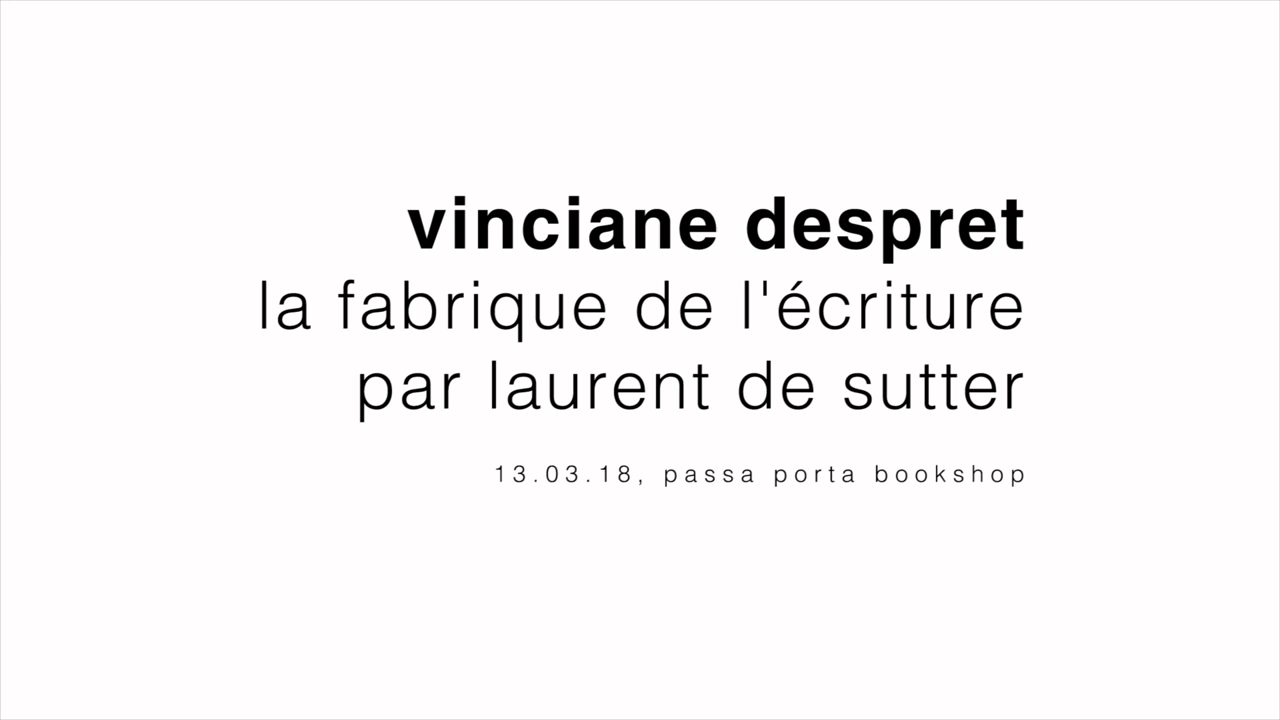 vinciane despret
la fabrique de l'écriture
par laurent de sutter
13.03.18, passa porta bookshop